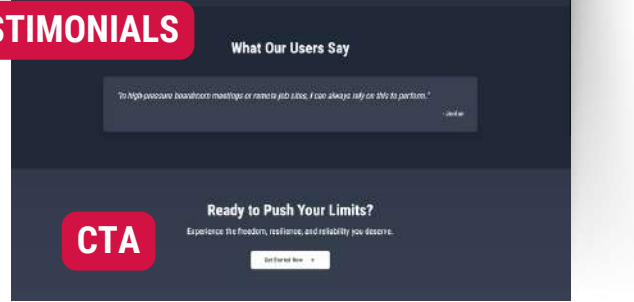 STIMONIALS
What Our Users Say
"In high-pressure boardroom meetings or remote job sites, I can always rely on this to perform."
- Jordan
Ready to Push Your Limits?
Experience the freedom, resilience, and reliability you deserve.
CTA
Get Started Now